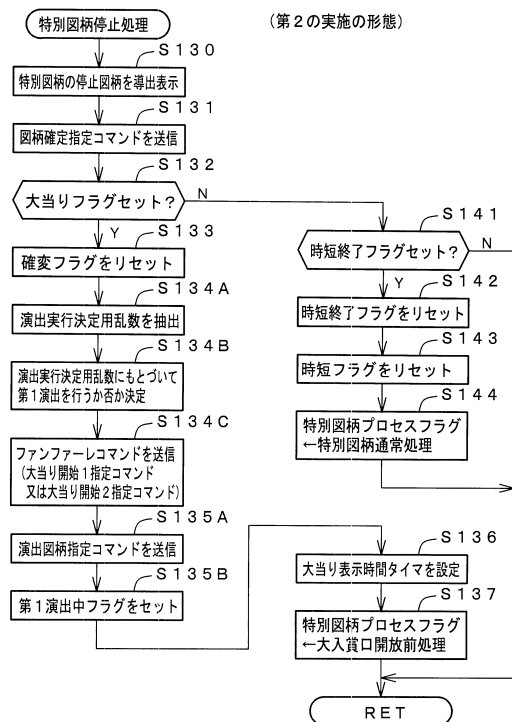 特別図柄停止処理
(第2の実施の形態)
S130
特別図柄の停止図柄を導出表示
S131
図柄確定指定コマンドを送信
S132
大当りフラグセット?
N
Y
S133
確変フラグをリセット
S134A
演出実行決定用乱数を抽出
S134B
演出実行決定用乱数にもとづいて
第1演出を行うか否か決定
S134C
ファンファーレコマンドを送信
(大当り開始1指定コマンド
又は大当り開始2指定コマンド)
S135A
演出図柄指定コマンドを送信
S135B
第1演出中フラグをセット
S141
時短終了フラグセット?
N
Y
S142
時短終了フラグをリセット
S143
時短フラグをリセット
S144
特別図柄プロセスフラグ
←特別図柄通常処理
S136
大当り表示時間タイマを設定
S137
特別図柄プロセスフラグ
←大入賞口開放前処理
RET